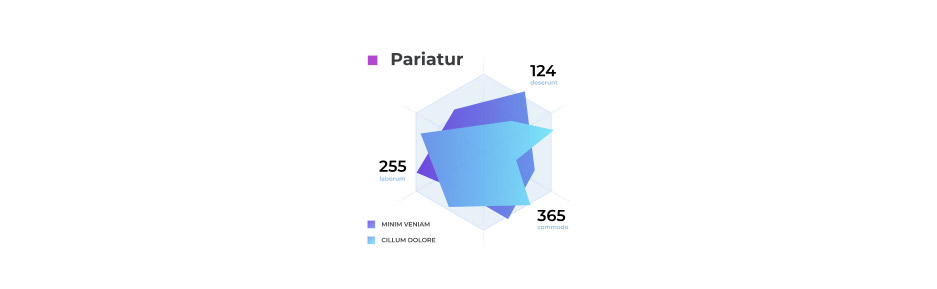 Pariatur
124
deserunt
255
laborum
365
commodo
MINIM VENIAM
CILLUM DOLORE